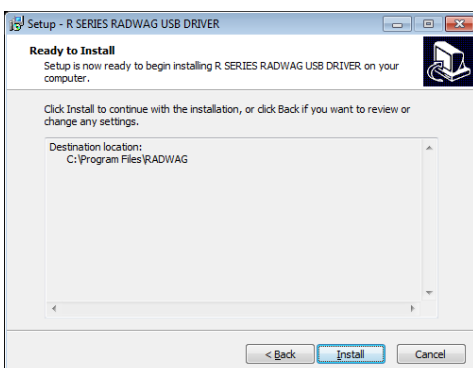 Setup - R SERIES RADWAG USB DRIVER
Ready to Install
Setup is now ready to begin installing R SERIES RADWAG USB DRIVER on your
computer.
Click Install to continue with the installation, or click Back if you want to review or
change any settings.
Destination location:
C:\Program Files\RADWAG
< Back
Install
Cancel